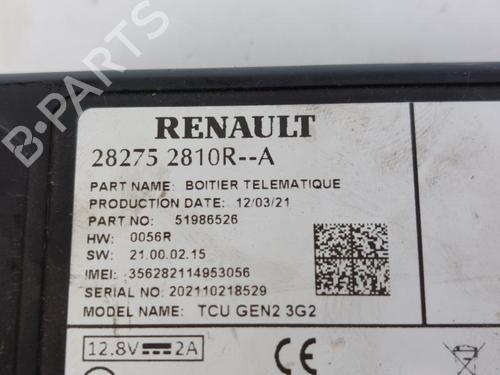 B-PARTS
RENAULT
28275 2810R--A
PART NAME: BOITIER TELEMATIQUE
PRODUCTION DATE: 12/03/21
PART NO: 51986526
HW: 0056R
SW: 21.00.02.15
IMEI: 356282114953056
SERIAL NO: 202110218529
MODEL NAME: TCU GEN2 3G2
12.8V 2A
CE